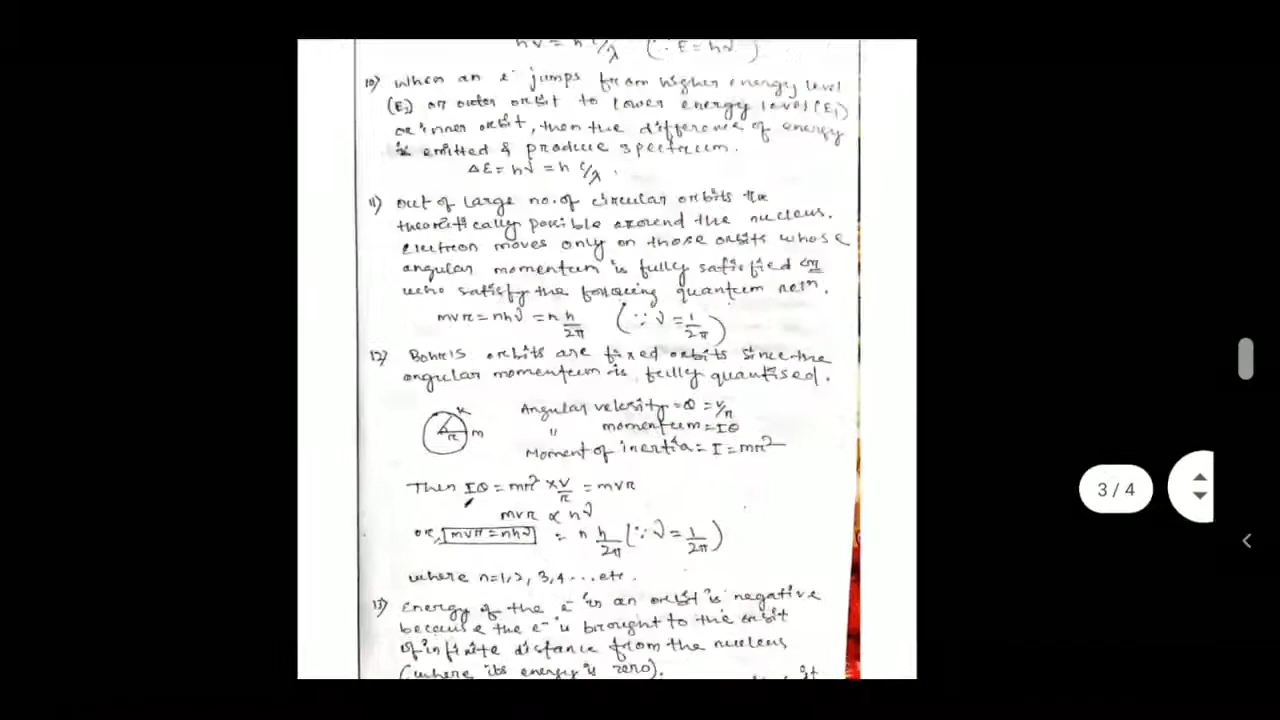 hν = h c/λ (∵ E = hν)
10) When an e⁻ jumps from higher energy level
(E₂) or outer orbit to lower energy level (E₁)
or inner orbit, then the difference of energy
is emitted & produce spectrum.
ΔE = hν = h c/λ.
11) Out of large no. of circular orbits
theoretically possible around the nucleus.
Electron moves only on those orbits whose
angular momentum is fully satisfied
who satisfy the following quantum reln.
mvr = nhν = n h/2π (∵ ν = 1/2π)
12) Bohr's orbits are fixed orbits since the
angular momentum is fully quantised.
Angular velosity = θ = v/r
v
r m
" momentum = Iθ
Moment of inertia = I = mr²
Then Iθ = mr² × v/r = mvr
mvr ∝ hν
or, mvr = nhν = n h/2π (∵ ν = 1/2π)
where n = 1, 2, 3, 4 ... etc.
13) Energy of the e⁻ in an orbit is negative
because the e⁻ is brought to the orbit
of infinite distance from the nucleus
(where its energy is zero).
3 / 4